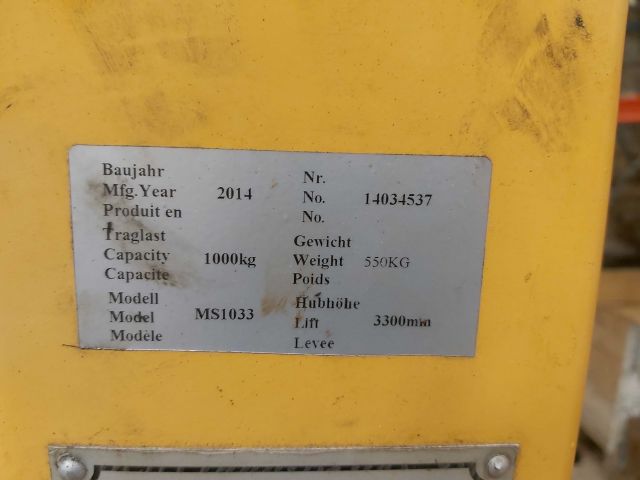 Baujahr Nr.
Mfg.Year 2014 No. 14034537
Produit en No.
Traglast Gewicht
Capacity 1000kg Weight 550KG
Capacite Poids
Modell Hubhöhe
Model MS1033 Lift 3300mm
Modèle Levee